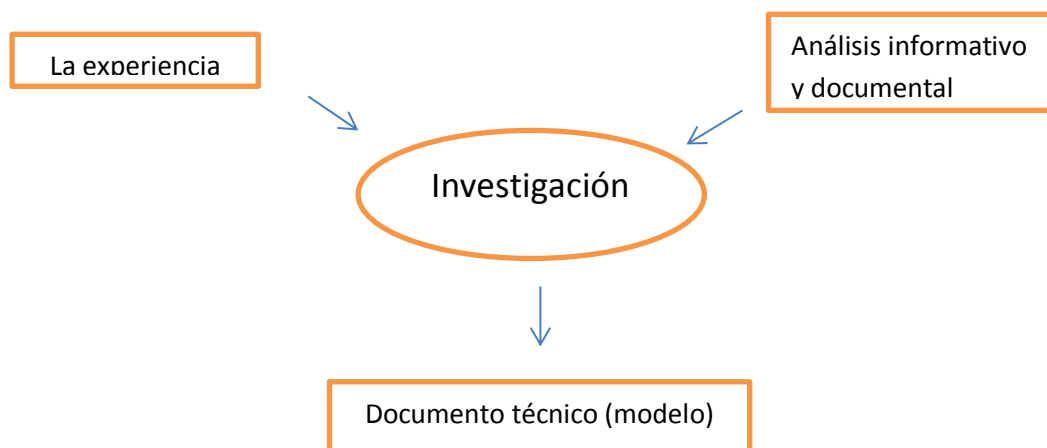 La experiencia
Análisis informativo
y documental
Investigación
Documento técnico (modelo)